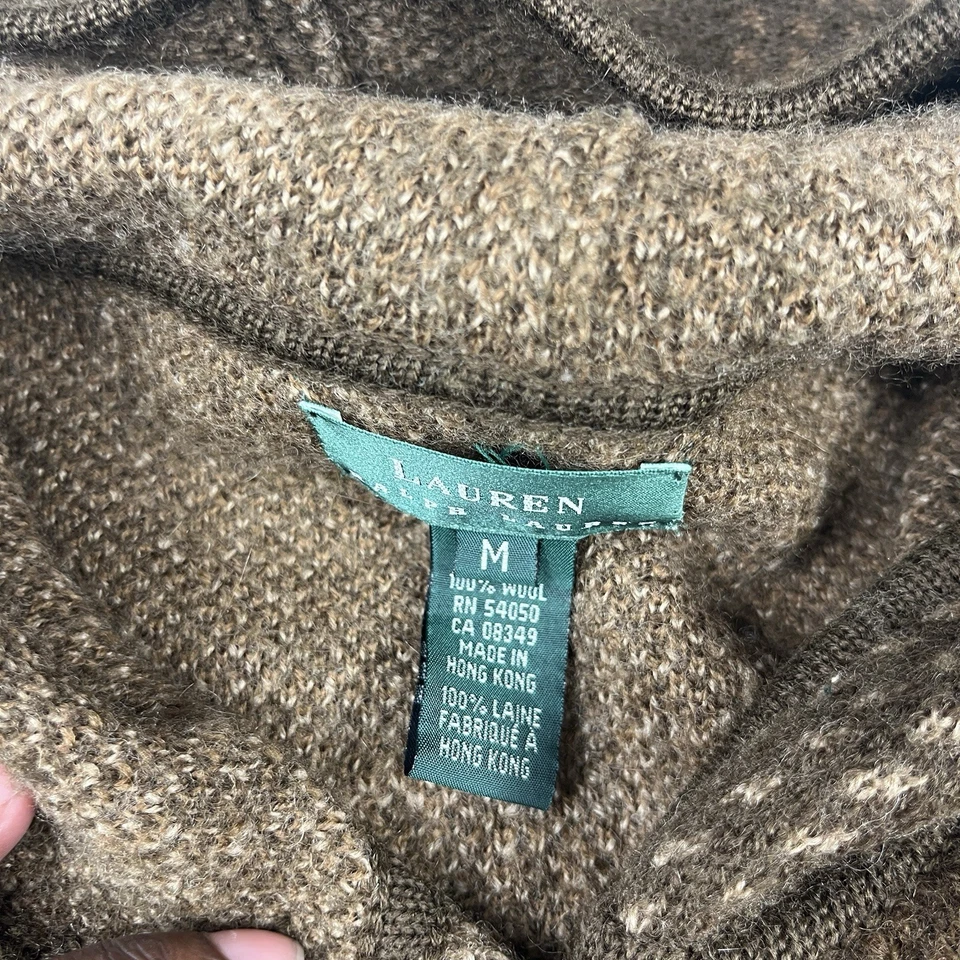 LAUREN
RALPH LAUREN
M
100% WOOL
RN 54050
CA 08349
MADE IN
HONG KONG
100% LAINE
FABRIQUÉ À
HONG KONG